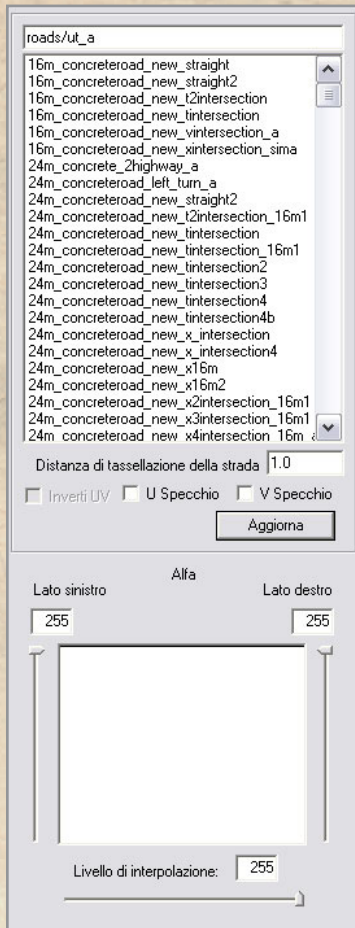 roads/ut_a
16m_concreteroad_new_straight
16m_concreteroad_new_straight2
16m_concreteroad_new_t2intersection
16m_concreteroad_new_tintersection
16m_concreteroad_new_vintersection_a
16m_concreteroad_new_xintersection_sima
24m_concrete_2highway_a
24m_concreteroad_left_turn_a
24m_concreteroad_new_straight2
24m_concreteroad_new_t2intersection_16m1
24m_concreteroad_new_tintersection
24m_concreteroad_new_tintersection_16m1
24m_concreteroad_new_tintersection2
24m_concreteroad_new_tintersection3
24m_concreteroad_new_tintersection4
24m_concreteroad_new_tintersection4b
24m_concreteroad_new_x_intersection
24m_concreteroad_new_x_intersection4
24m_concreteroad_new_x16m
24m_concreteroad_new_x16m2
24m_concreteroad_new_x2intersection_16m1
24m_concreteroad_new_x3intersection_16m1
24m_concreteroad_new_x4intersection_16m_a
Distanza di tassellazione della strada 1.0
Inverti UV U Specchio V Specchio
Aggiorna
Alfa
Lato sinistro Lato destro
255 255
Livello di interpolazione: 255